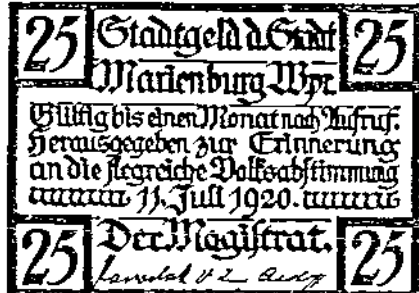 25 Stadtgeld d. Stadt 25
Marienburg Wpr.
Gültig bis einen Monat nach Aufruf.
Herausgegeben zur Erinnerung
an die siegreiche Volksabstimmung
11. Juli 1920.
25 Der Magistrat. 25